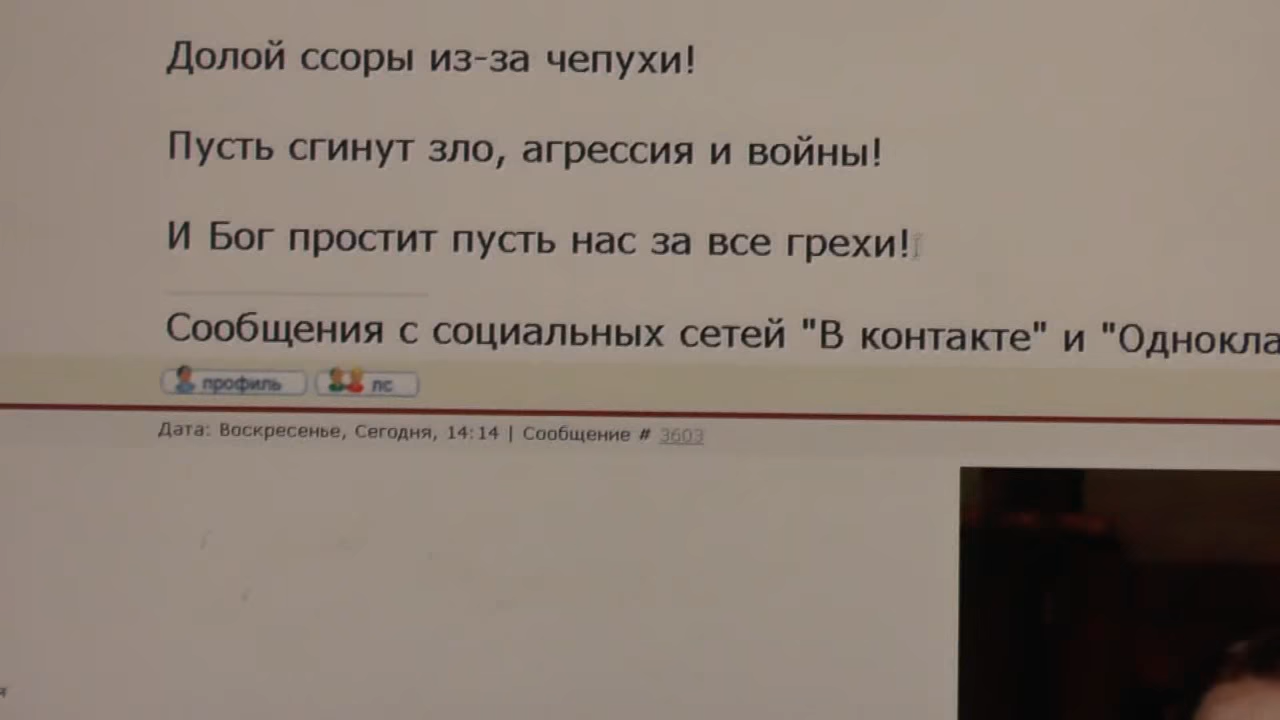 Долой ссоры из-за чепухи!
Пусть сгинут зло, агрессия и войны!
И Бог простит пусть нас за все грехи!
Сообщения с социальных сетей "В контакте" и "Однокла
профиль лс
Дата: Воскресенье, Сегодня, 14:14 | Сообщение # 3603
я